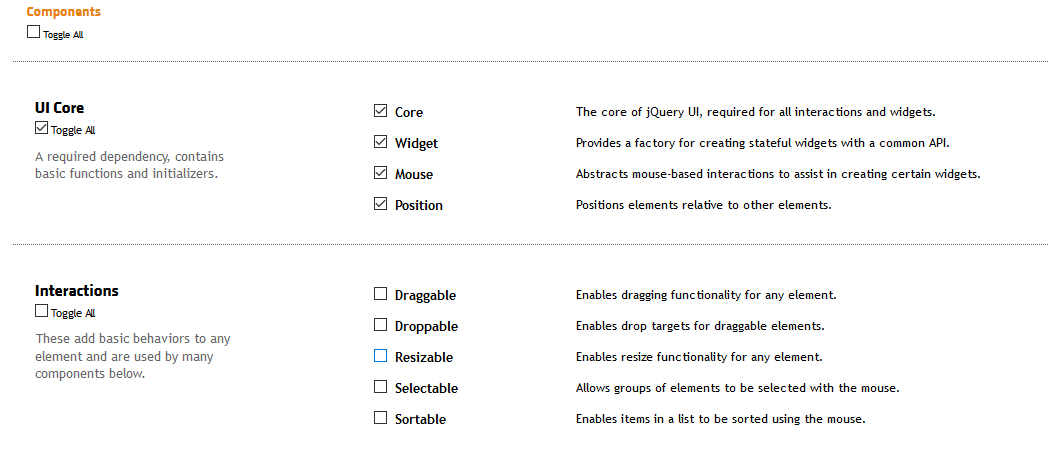 Components
Toggle All
UI Core
Toggle All
A required dependency, contains
basic functions and initializers.
Core The core of jQuery UI, required for all interactions and widgets.
Widget Provides a factory for creating stateful widgets with a common API.
Mouse Abstracts mouse-based interactions to assist in creating certain widgets.
Position Positions elements relative to other elements.
Interactions
Toggle All
These add basic behaviors to any
element and are used by many
components below.
Draggable Enables dragging functionality for any element.
Droppable Enables drop targets for draggable elements.
Resizable Enables resize functionality for any element.
Selectable Allows groups of elements to be selected with the mouse.
Sortable Enables items in a list to be sorted using the mouse.